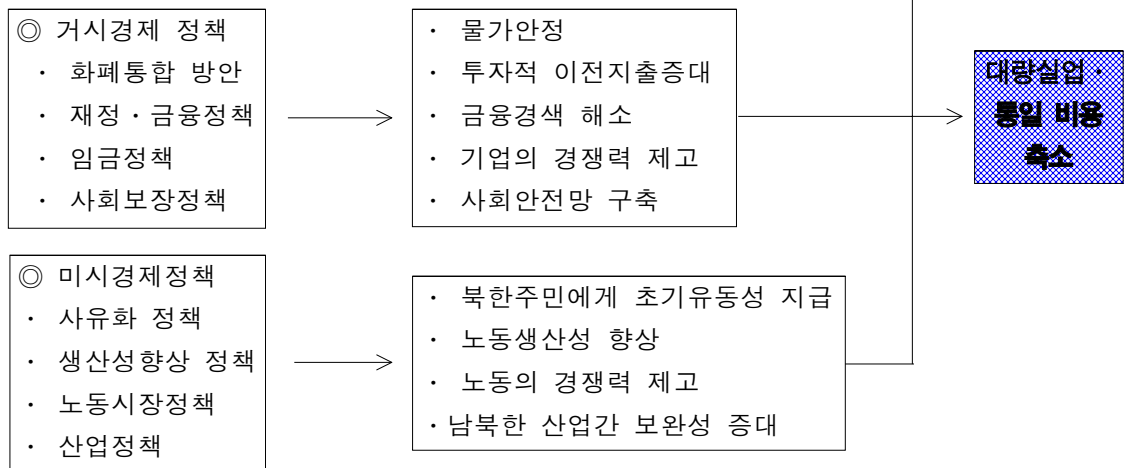 ◎ 거시경제 정책
· 화폐통합 방안
· 재정·금융정책
· 임금정책
· 사회보장정책
· 물가안정
· 투자적 이전지출증대
· 금융경색 해소
· 기업의 경쟁력 제고
· 사회안전망 구축
대량실업·
통일 비용
축소
◎ 미시경제정책
· 사유화 정책
· 생산성향상 정책
· 노동시장정책
· 산업정책
· 북한주민에게 초기유동성 지급
· 노동생산성 향상
· 노동의 경쟁력 제고
·남북한 산업간 보완성 증대